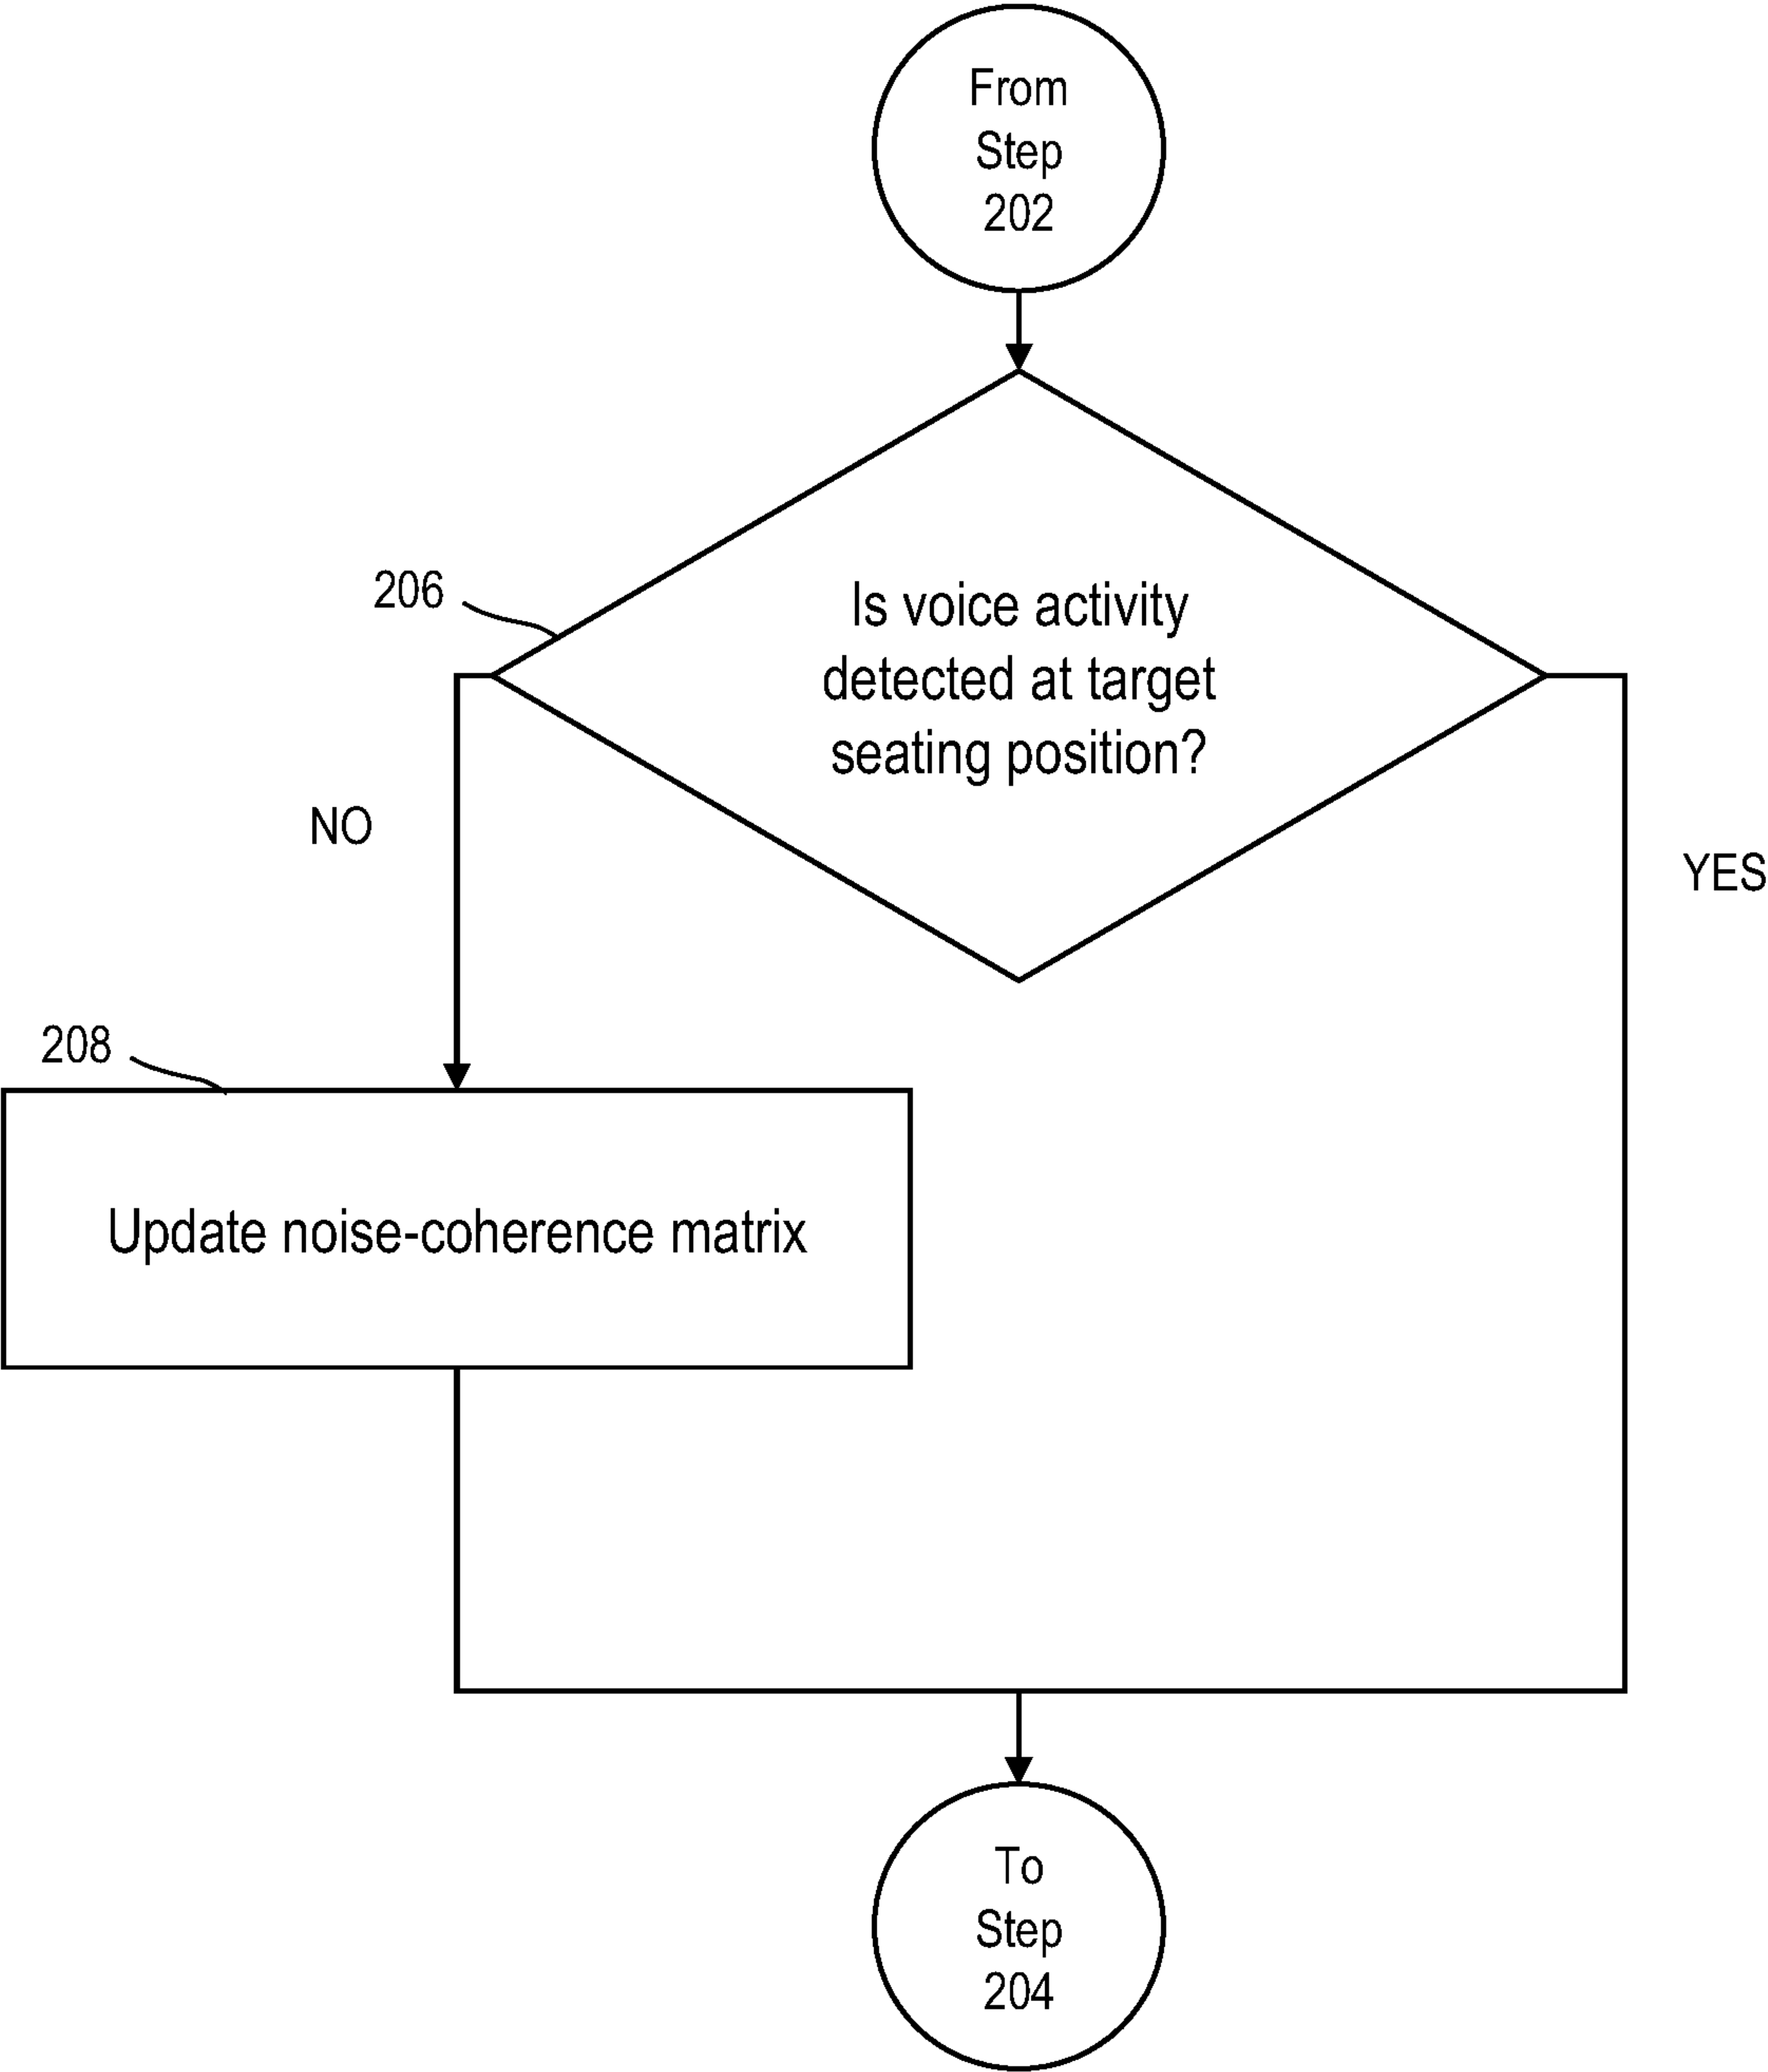 From
Step
202
206
Is voice activity
detected at target
seating position?
NO
YES
208
Update noise-coherence matrix
To
Step
204